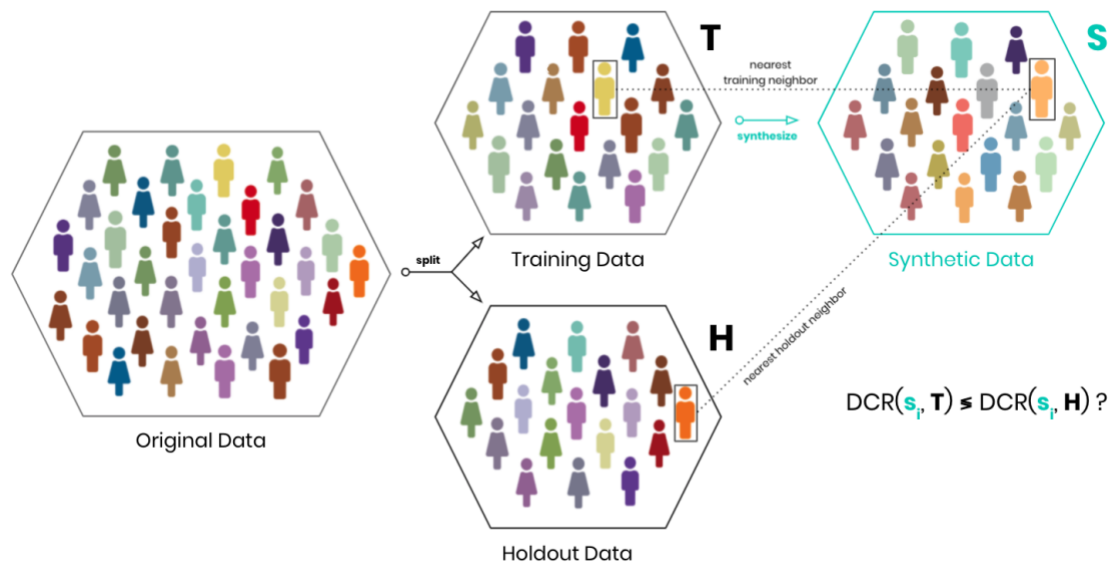 T
S
nearest
training neighbor
synthesize
Training Data
Synthetic Data
split
Original Data
H
nearest holdout neighbor
DCR(sᵢ, T) ≶ DCR(sᵢ, H) ?
Holdout Data